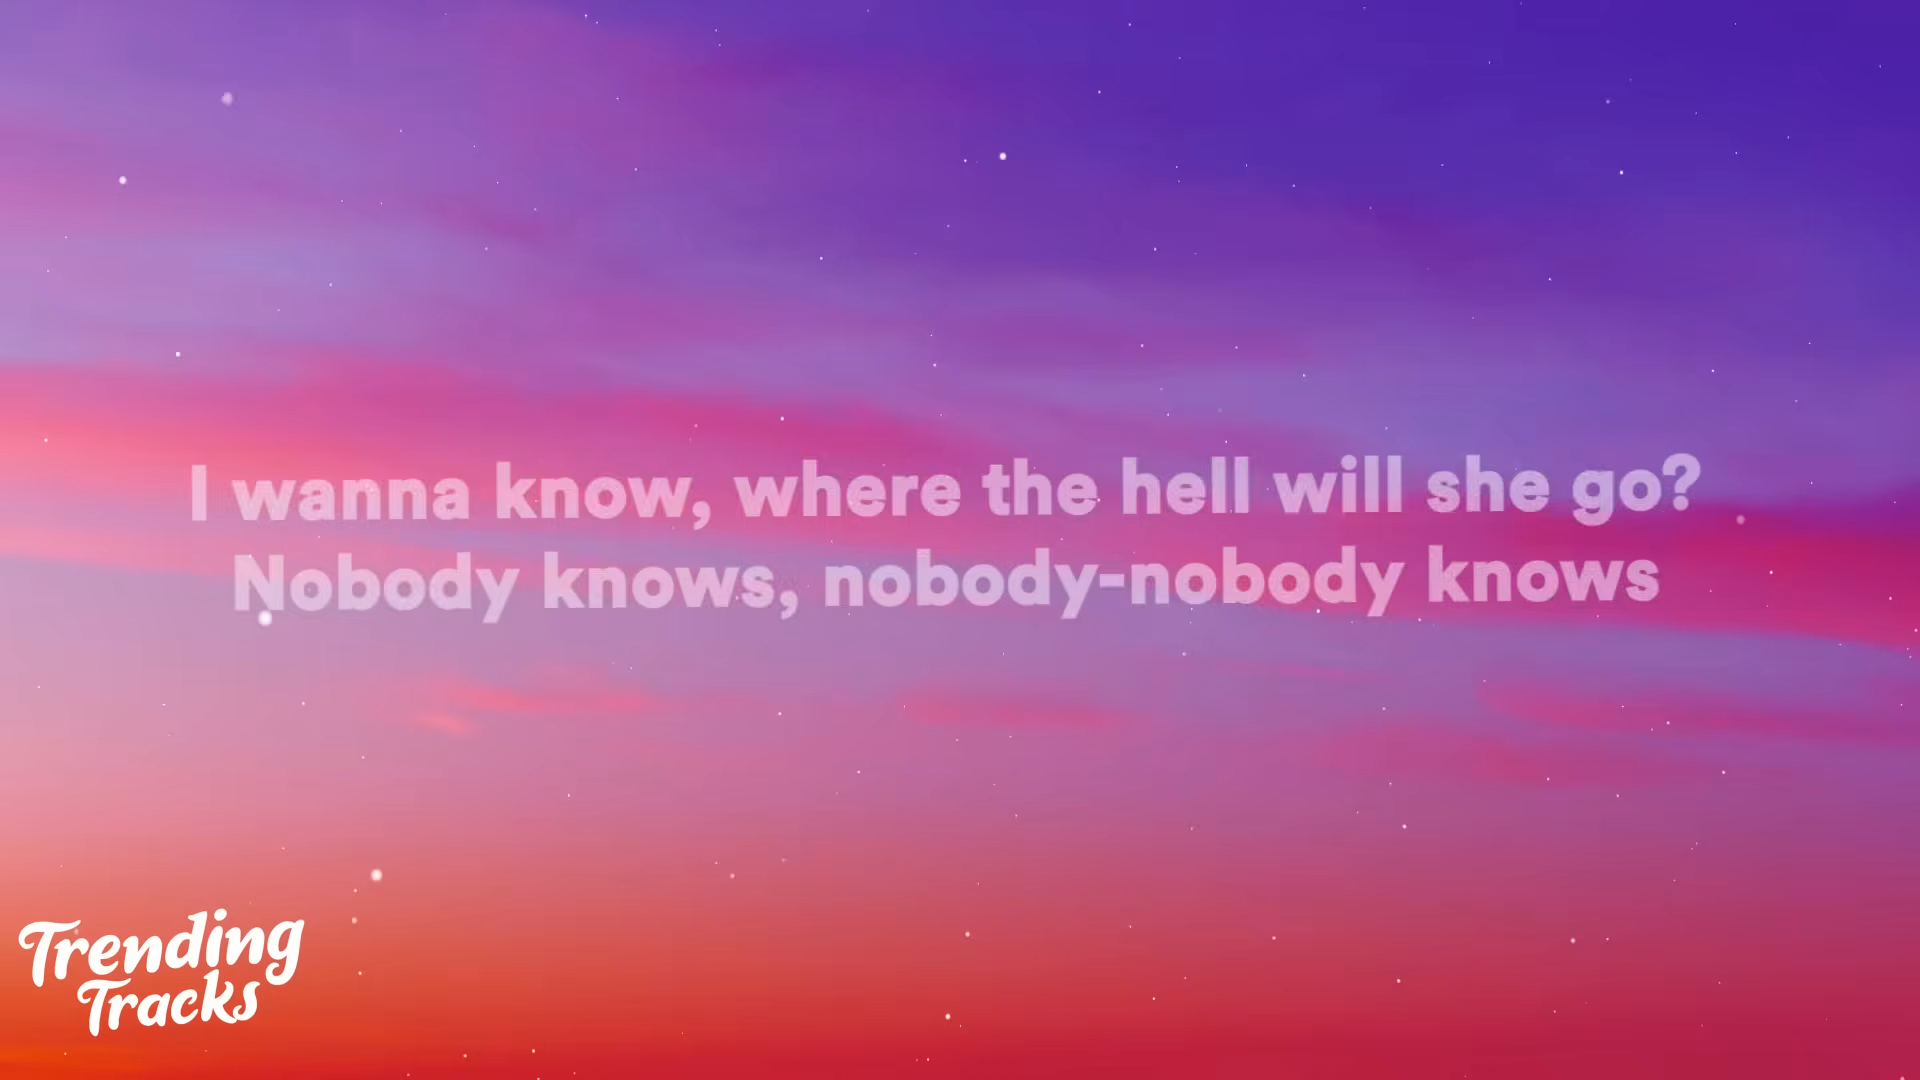 I wanna know, where the hell will she go?
Nobody knows, nobody-nobody knows
Trending
Tracks